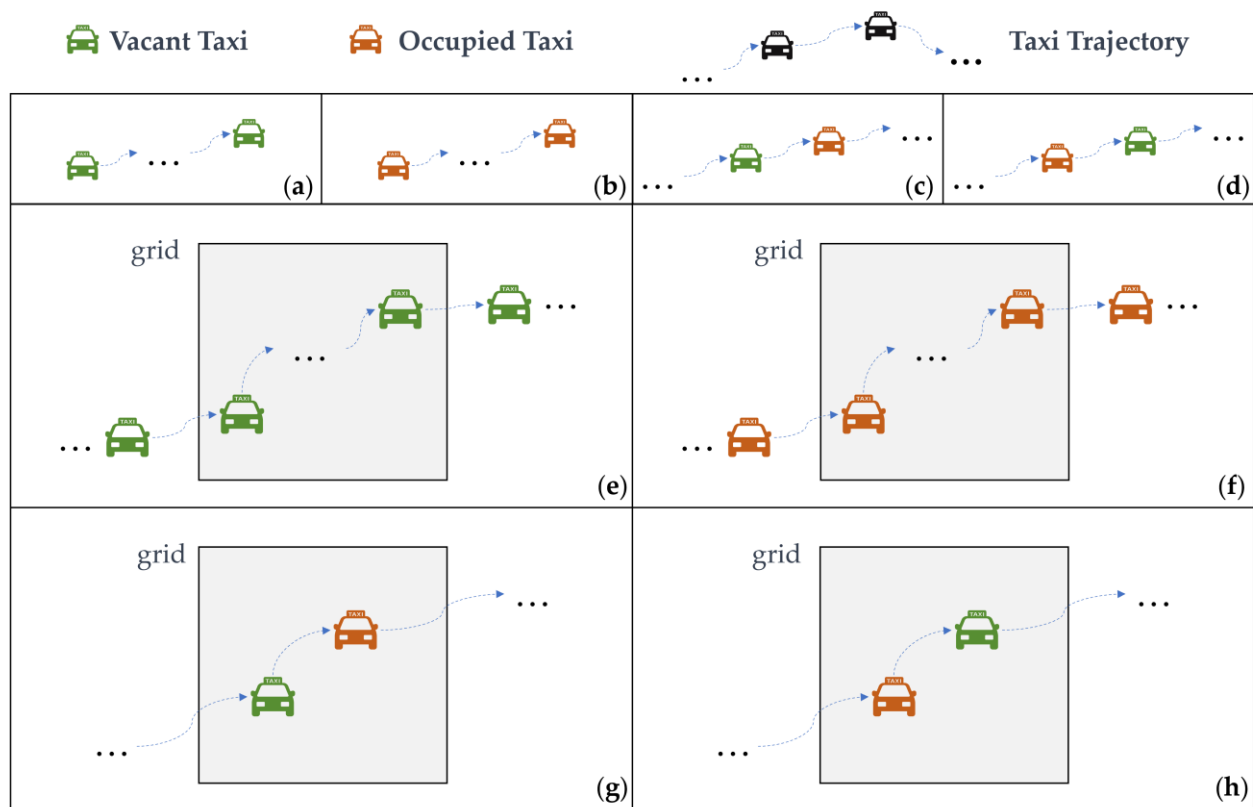 Vacant Taxi Occupied Taxi ... ... Taxi Trajectory
... (a) ... (b) ... ... (c) ... ... (d)
grid grid
... ... ... (e) ... ... ... (f)
grid grid
... ... (g) ... ... (h)